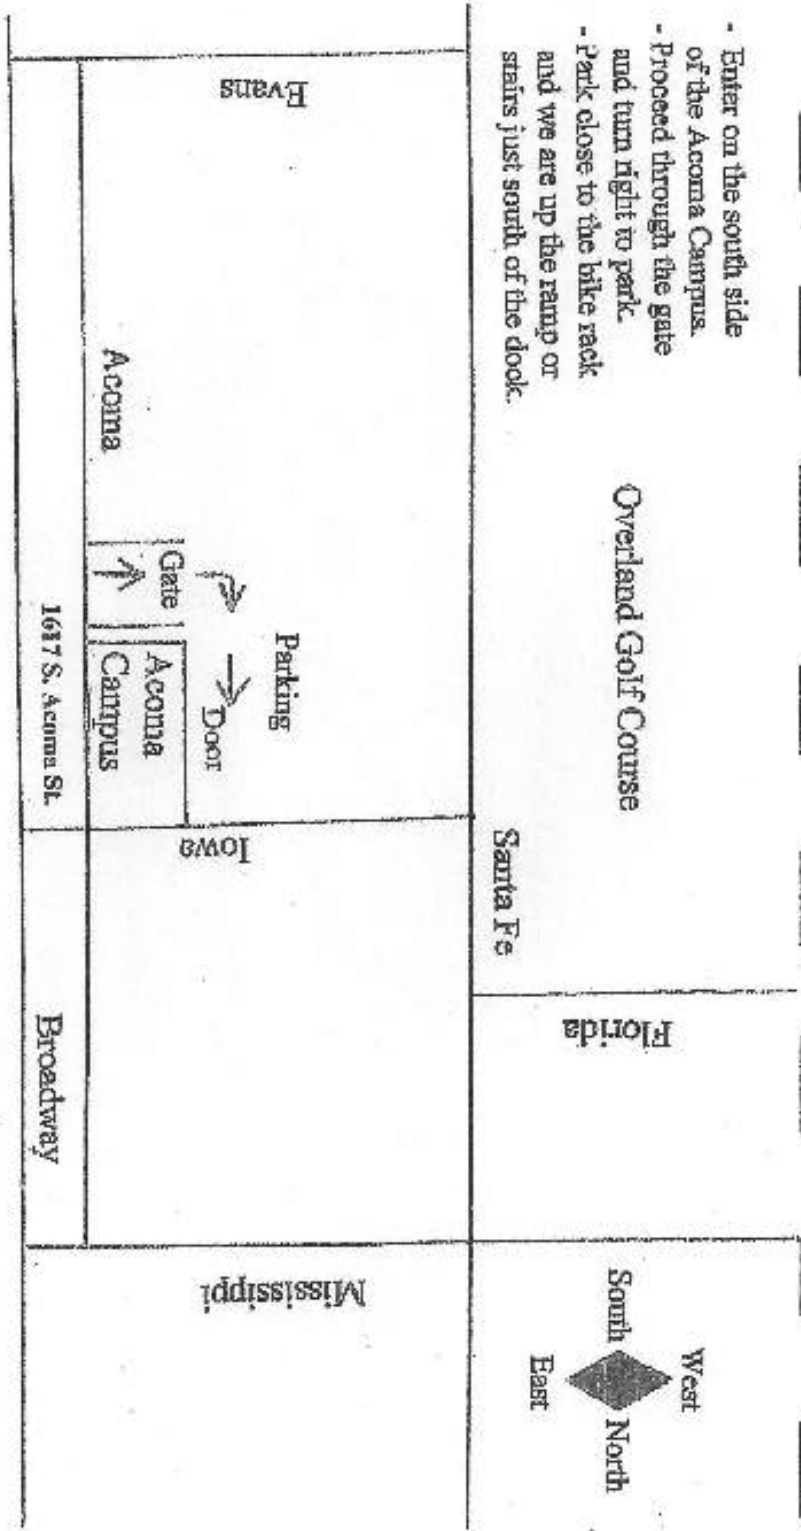 - Enter on the south side
of the Acoma Campus.
- Proceed through the gate
and turn right to park.
- Park close to the bike rack
and we are up the ramp or
stairs just south of the dock.
Overland Golf Course
Santa Fe
Florida
West
South
North
East
Evans
Iowa
Mississippi
Parking
Door
Gate
Acoma
Acoma
Campus
1617 S. Acoma St.
Broadway